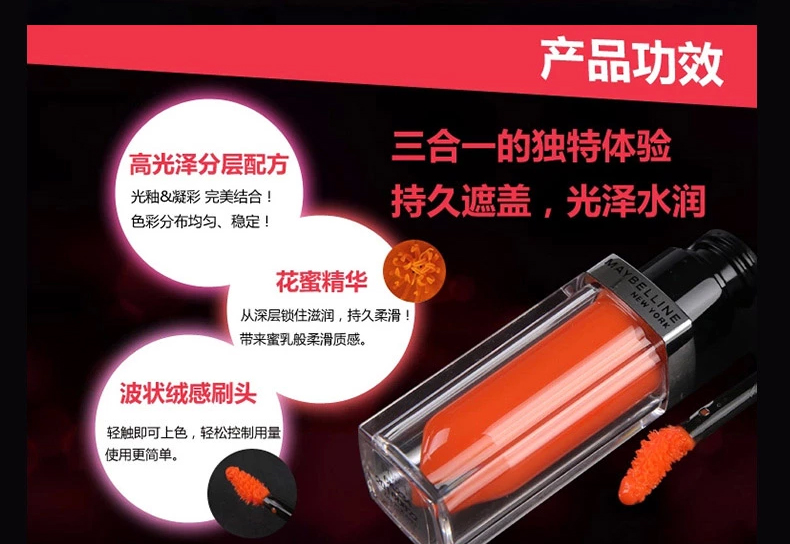 产品功效
三合一的独特体验
持久遮盖，光泽水润
高光泽分层配方
光釉&凝彩 完美结合！
色彩分布均匀、稳定！
花蜜精华
从深层锁住滋润，持久柔滑！
带来蜜乳般柔滑质感。
波状绒感刷头
轻触即可上色，轻松控制用量
使用更简单。
MAYBELLINE
NEW YORK